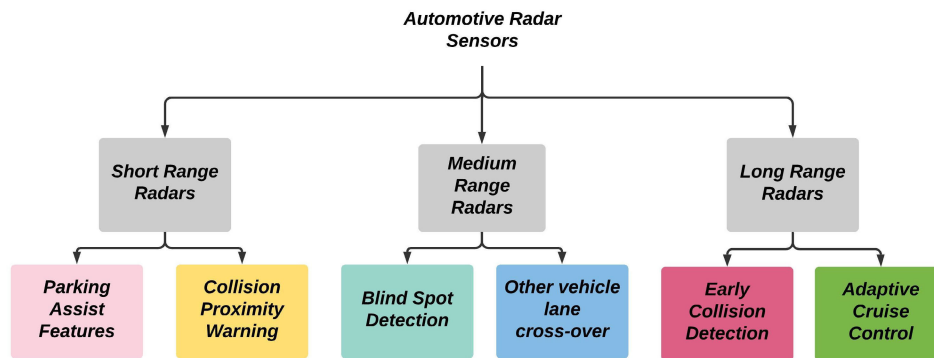 Automotive Radar
Sensors
Short Range
Radars
Medium
Range
Radars
Long Range
Radars
Parking
Assist
Features
Collision
Proximity
Warning
Blind Spot
Detection
Other vehicle
lane
cross-over
Early
Collision
Detection
Adaptive
Cruise
Control